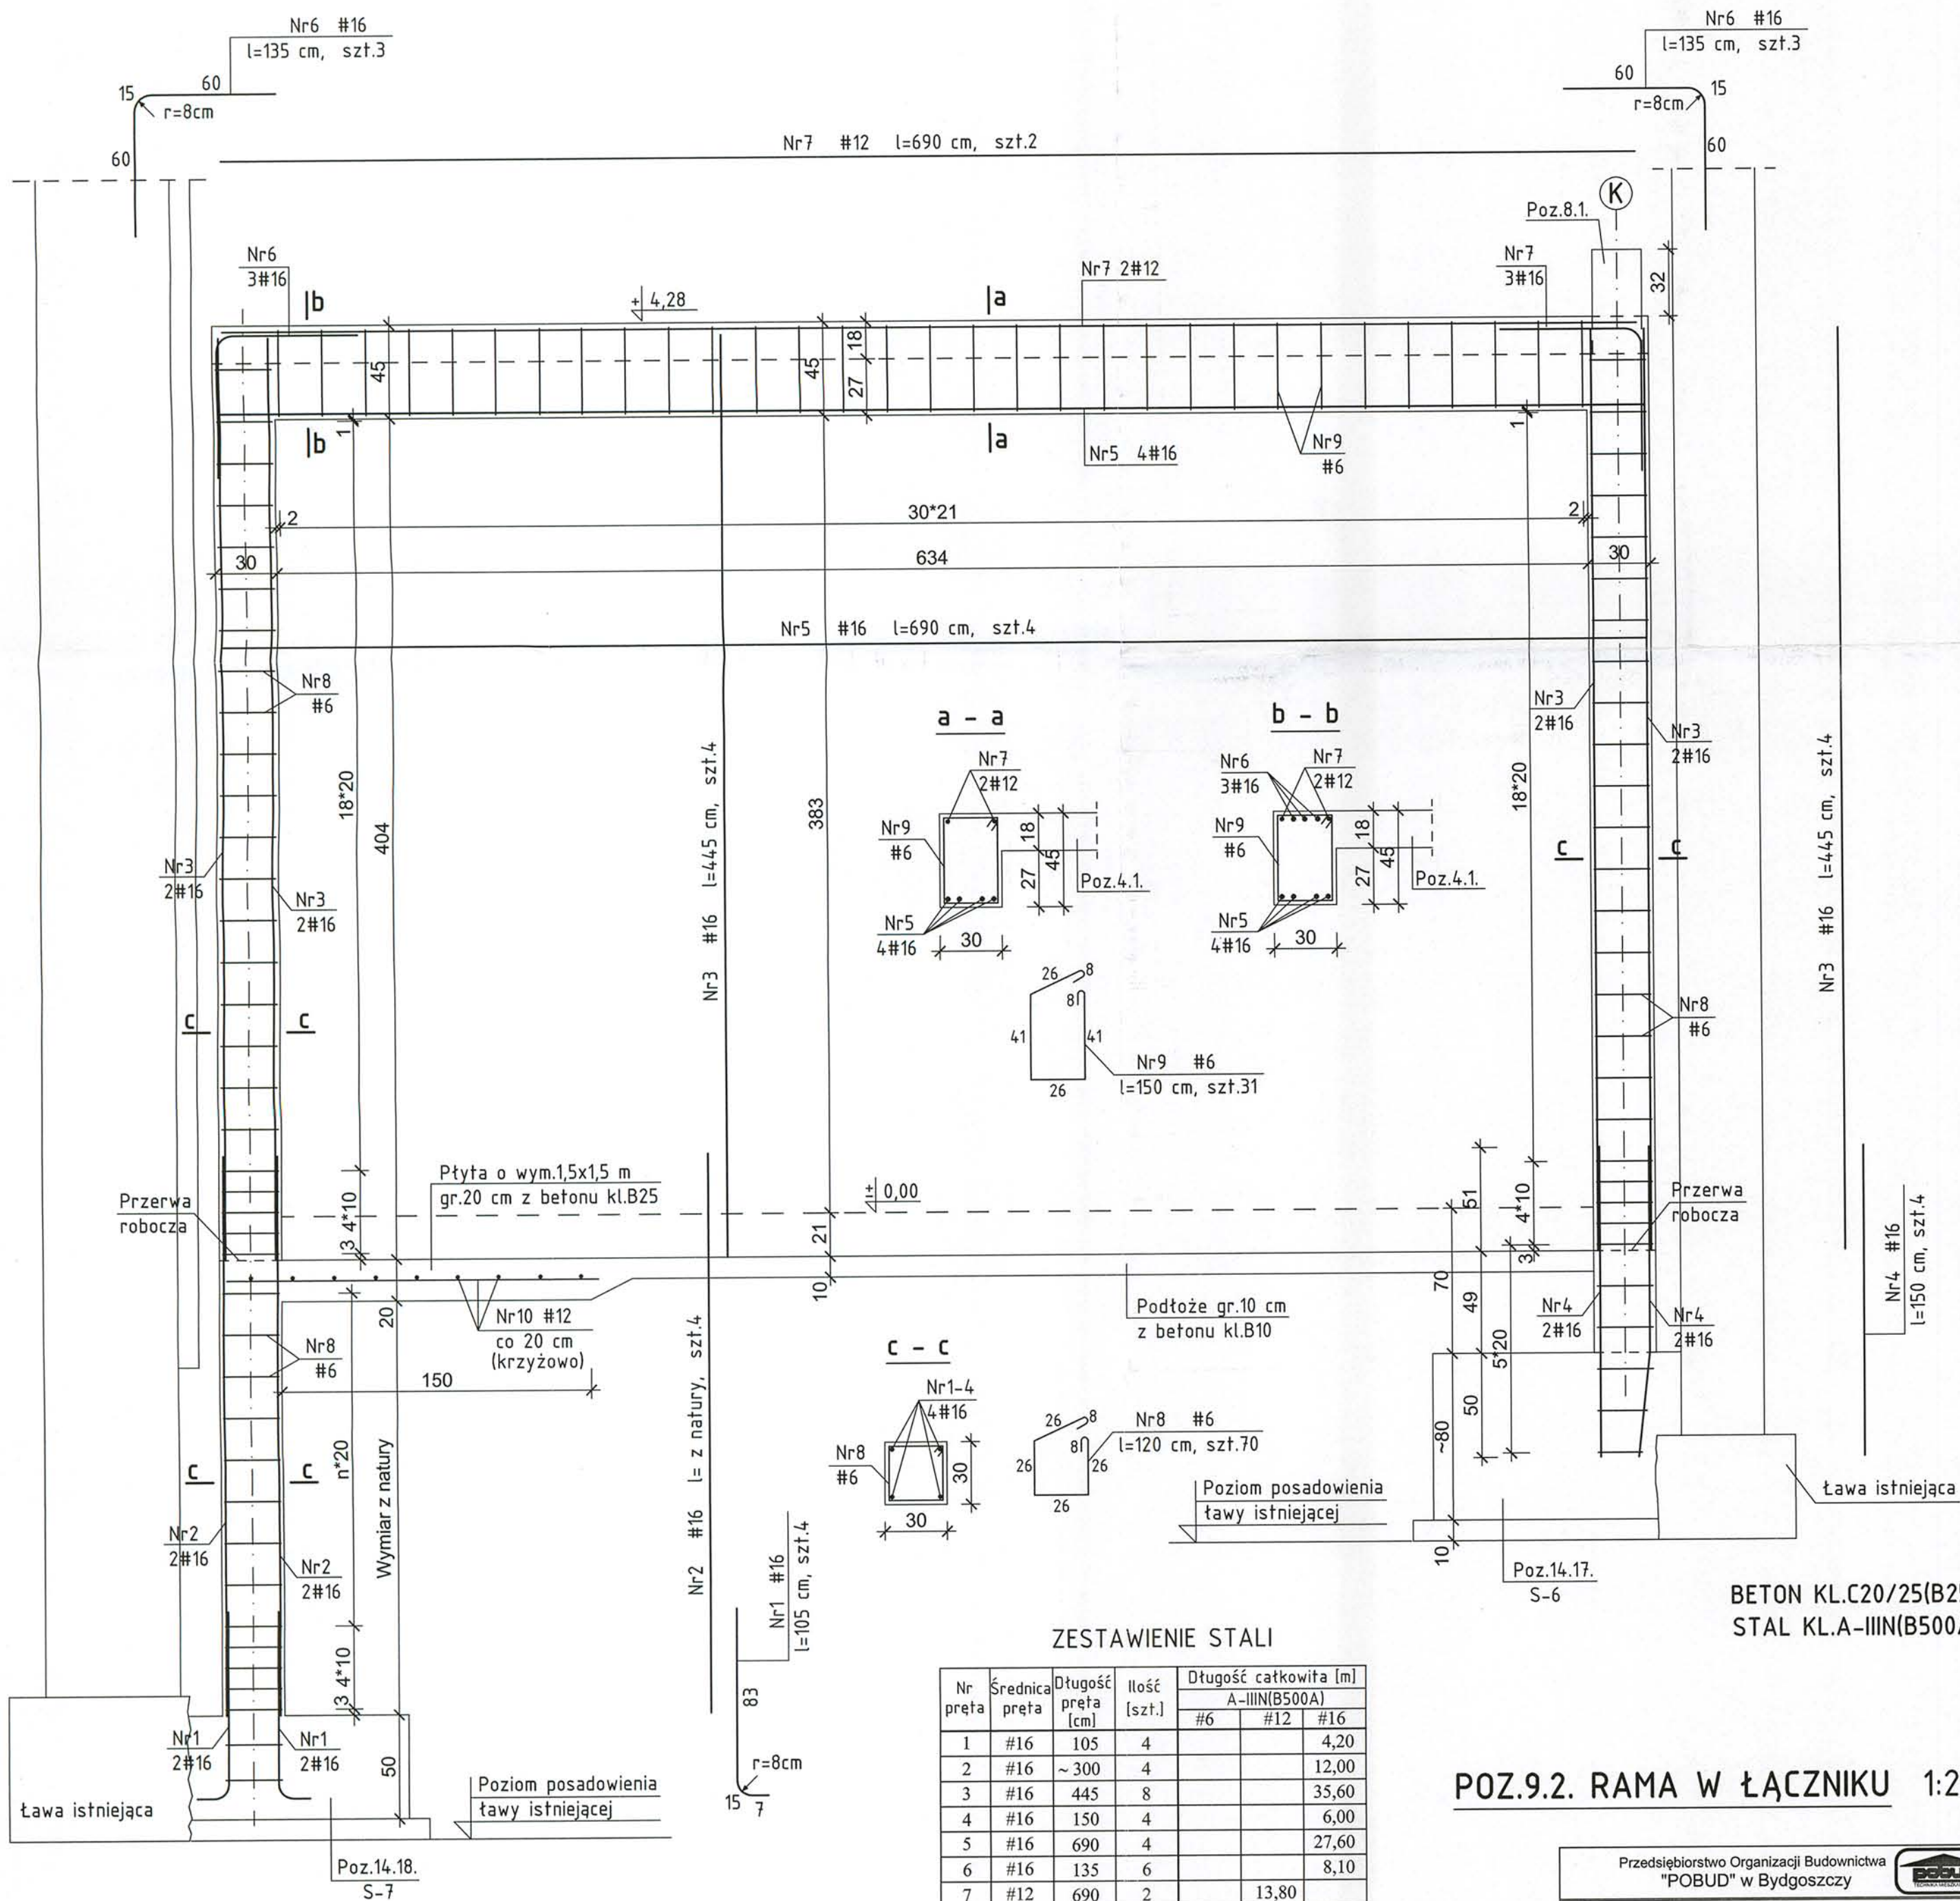 Nr6 #16
l=135 cm, szt.3
60
15
r=8cm
60
Nr6 #16
l=135 cm, szt.3
60
15
r=8cm
60
Nr7 #12 l=690 cm, szt.2
K
Poz.8.1.
Nr6
3#16
b
± 4,28
a
Nr7 2#12
Nr7
3#16
32
45
45
18
27
1
b
a
Nr5 4#16
Nr9
#6
1
2
30*21
2
30
634
30
Nr5 #16 l=690 cm, szt.4
Nr8
#6
18*20
404
Nr3 #16 l=445 cm, szt.4
383
a - a
Nr7
2#12
Nr9
#6
18
27
45
Poz.4.1.
Nr5
4#16
30
b - b
Nr6
3#16
Nr7
2#12
Nr9
#6
18
27
45
Poz.4.1.
Nr5
4#16
30
Nr3
2#16
Nr3
2#16
18*20
Nr3 #16 l=445 cm, szt.4
c
c
Nr3
2#16
Nr3
2#16
c
c
26
8
8
41
41
26
Nr9 #6
l=150 cm, szt.31
Nr8
#6
Przerwa
robocza
3 4*10
Płyta o wym.1,5x1,5 m
gr.20 cm z betonu kl.B25
± 0,00
21
10
51
4*10
3
Przerwa
robocza
70
49
5*20
50
~80
10
Nr4 #16
l=150 cm, szt.4
Nr10 #12
co 20 cm
(krzyżowo)
20
150
Nr8
#6
Podłoże gr.10 cm
z betonu kl.B10
Nr4
2#16
Nr4
2#16
c - c
Nr1-4
4#16
Nr8
#6
30
30
26
8
8
26
26
26
Nr8 #6
l=120 cm, szt.70
Poziom posadowienia
ławy istniejącej
Ława istniejąca
Poz.14.17.
S-6
c
c
n*20
Wymiar z natury
Nr2 #16 l= z natury, szt.4
Nr2
2#16
Nr2
2#16
Nr1 #16
l=105 cm, szt.4
83
r=8cm
15
7
3 4*10
Nr1
2#16
Nr1
2#16
50
Ława istniejąca
Poziom posadowienia
ławy istniejącej
Poz.14.18.
S-7
BETON KL.C20/25(B2
STAL KL.A-IIIN(B500
ZESTAWIENIE STALI
Nr pręta Średnica pręta Długość pręta [cm] Ilość [szt.] Długość całkowita [m]
A-IIIN(B500A)
#6 #12 #16
1 #16 105 4 4,20
2 #16 ~ 300 4 12,00
3 #16 445 8 35,60
4 #16 150 4 6,00
5 #16 690 4 27,60
6 #16 135 6 8,10
7 #12 690 2 13,80
POZ.9.2. RAMA W ŁĄCZNIKU 1:2
Przedsiębiorstwo Organizacji Budownictwa
"POBUD" w Bydgoszczy